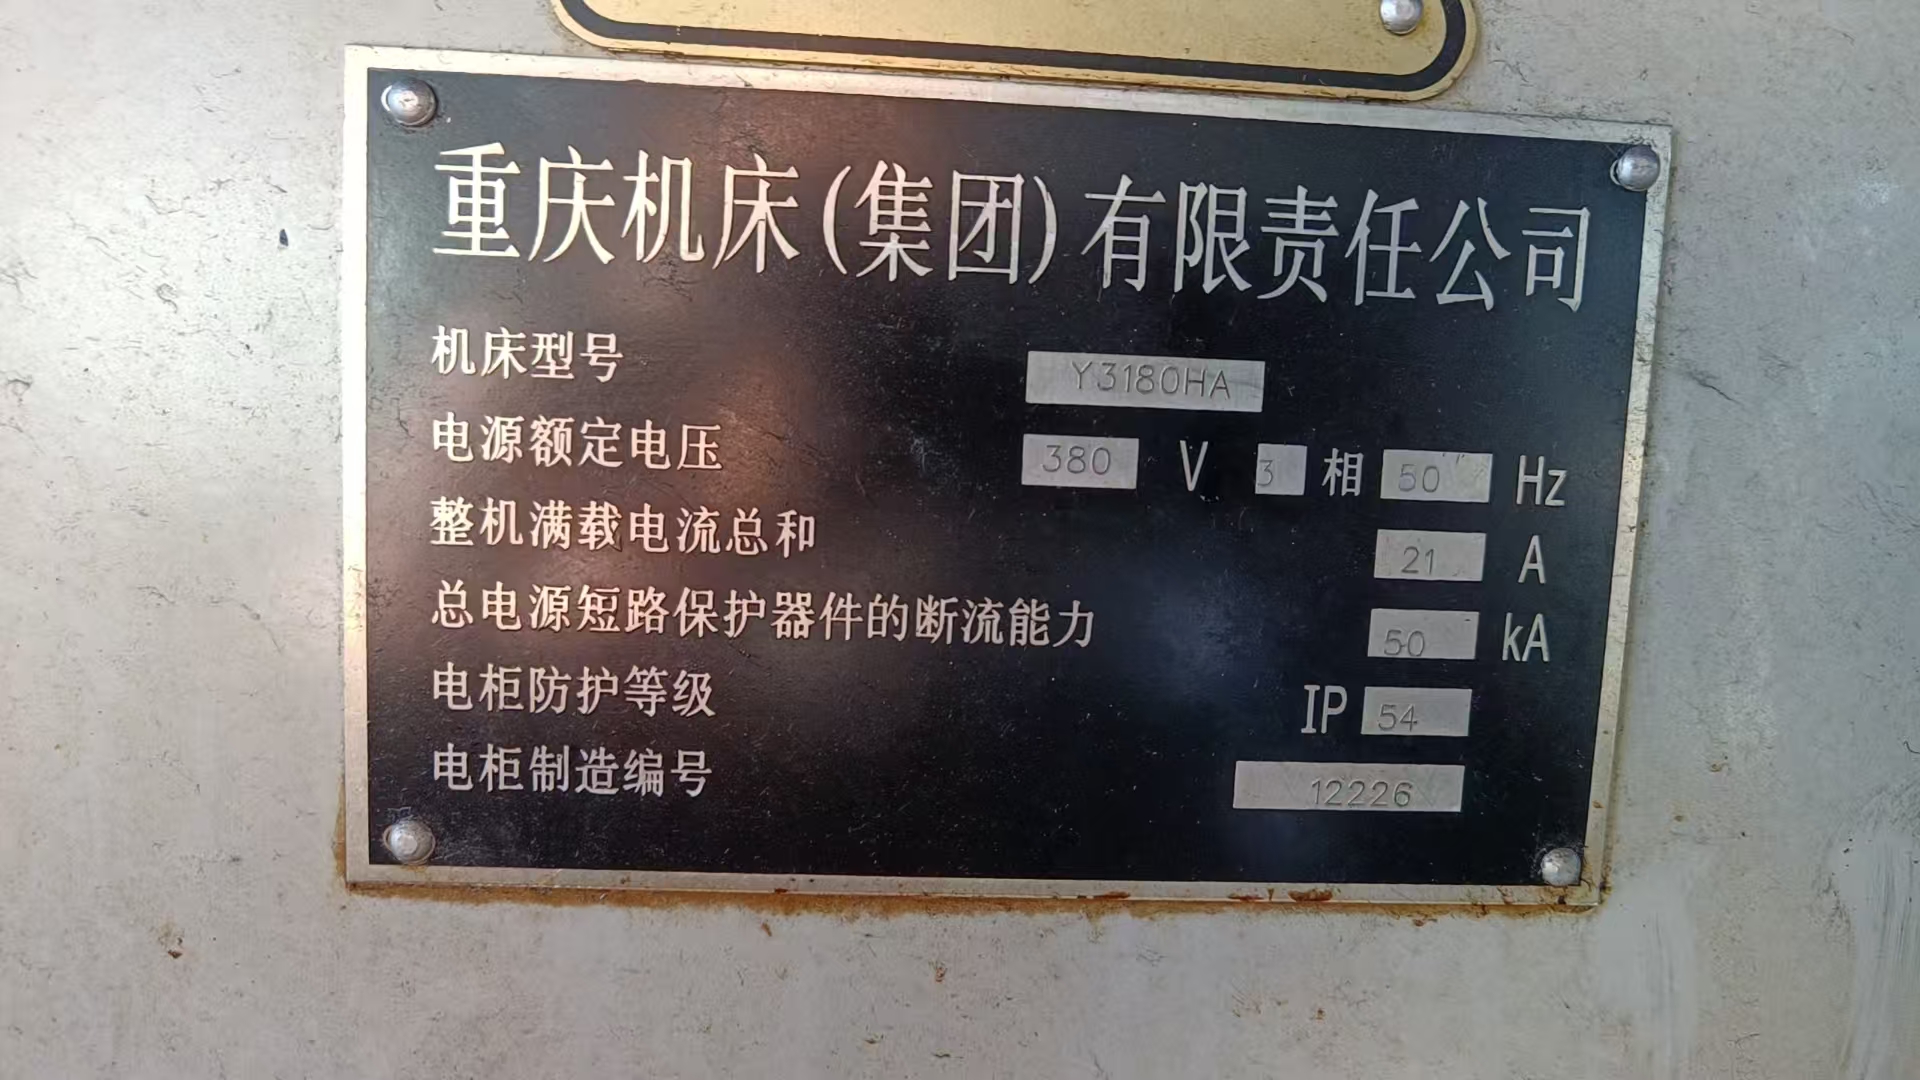 重庆机床(集团)有限责任公司
机床型号 Y3180HA
电源额定电压 380 V 3 相 50 Hz
整机满载电流总和 21 A
总电源短路保护器件的断流能力 50 kA
电柜防护等级 IP 54
电柜制造编号 12226